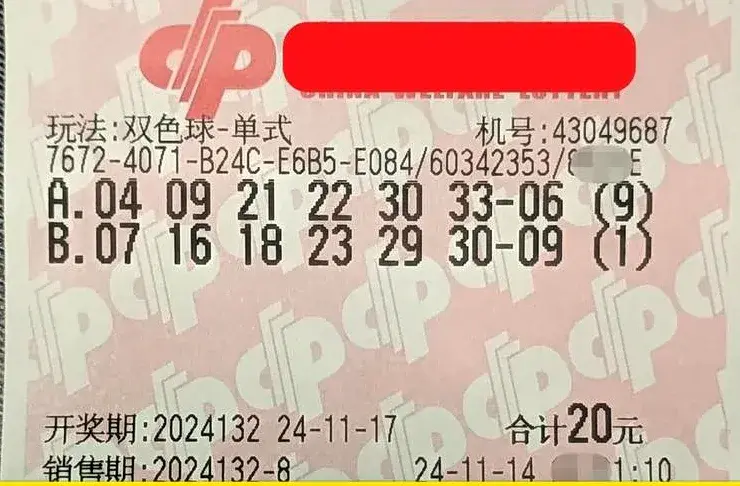 玩法:双色球-单式 机号:43049687
7672-4071-B24C-E6B5-E084/60342353/8 E
A.04 09 21 22 30 33-06 (9)
B.07 16 18 23 29 30-09 (1)
开奖期:2024132 24-11-17 合计20元
销售期:2024132-8 24-11-14 1:10